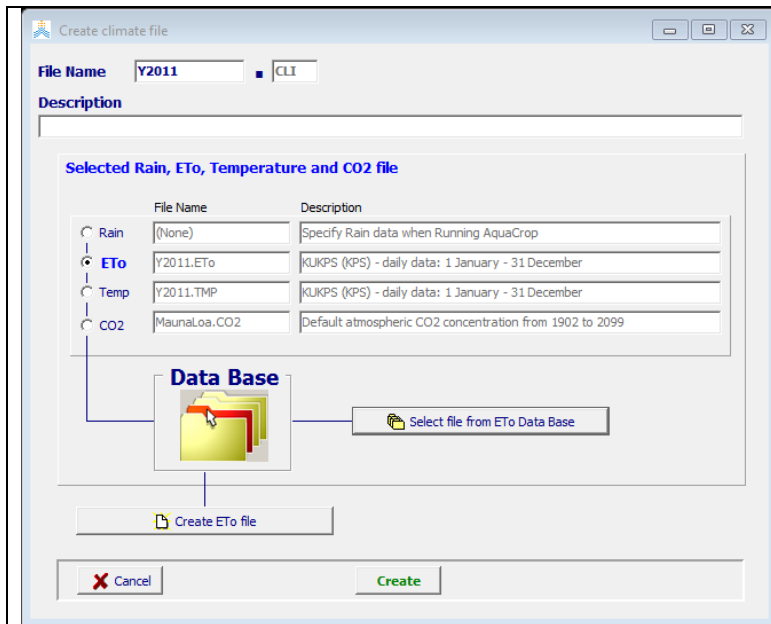 Create climate file
File Name Y2011 . CLI
Description
Selected Rain, ETo, Temperature and CO2 file
File Name Description
Rain (None) Specify Rain data when Running AquaCrop
ETo Y2011.ETo KUKPS (KPS) - daily data: 1 January - 31 December
Temp Y2011.TMP KUKPS (KPS) - daily data: 1 January - 31 December
CO2 MaunaLoa.CO2 Default atmospheric CO2 concentration from 1902 to 2099
Data Base
Select file from ETo Data Base
Create ETo file
Cancel Create